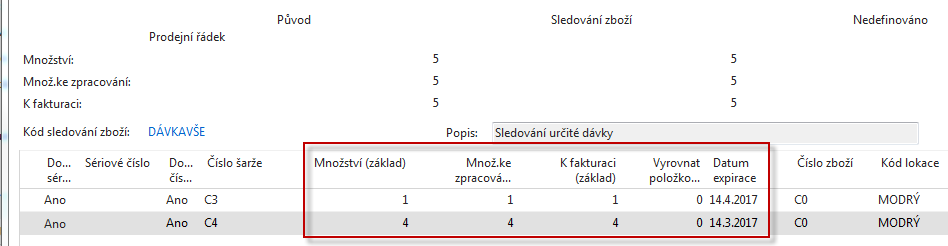 Původ Sledování zboží Nedefinováno
Prodejní řádek
Množství: 5 5
Množ.ke zpracování: 5 5
K fakturaci: 5 5
Kód sledování zboží: DÁVKAVŠE Popis: Sledování určité dávky
Do... Sériové číslo Do... Číslo šarže Množství (základ) Množ.ke K fakturaci Vyrovnat Datum Číslo zboží Kód lokace
sér... čís... zpracová... (základ) položko... expirace
Ano Ano C3 1 1 1 0 14.4.2017 C0 MODRÝ
Ano Ano C4 4 4 4 0 14.3.2017 C0 MODRÝ